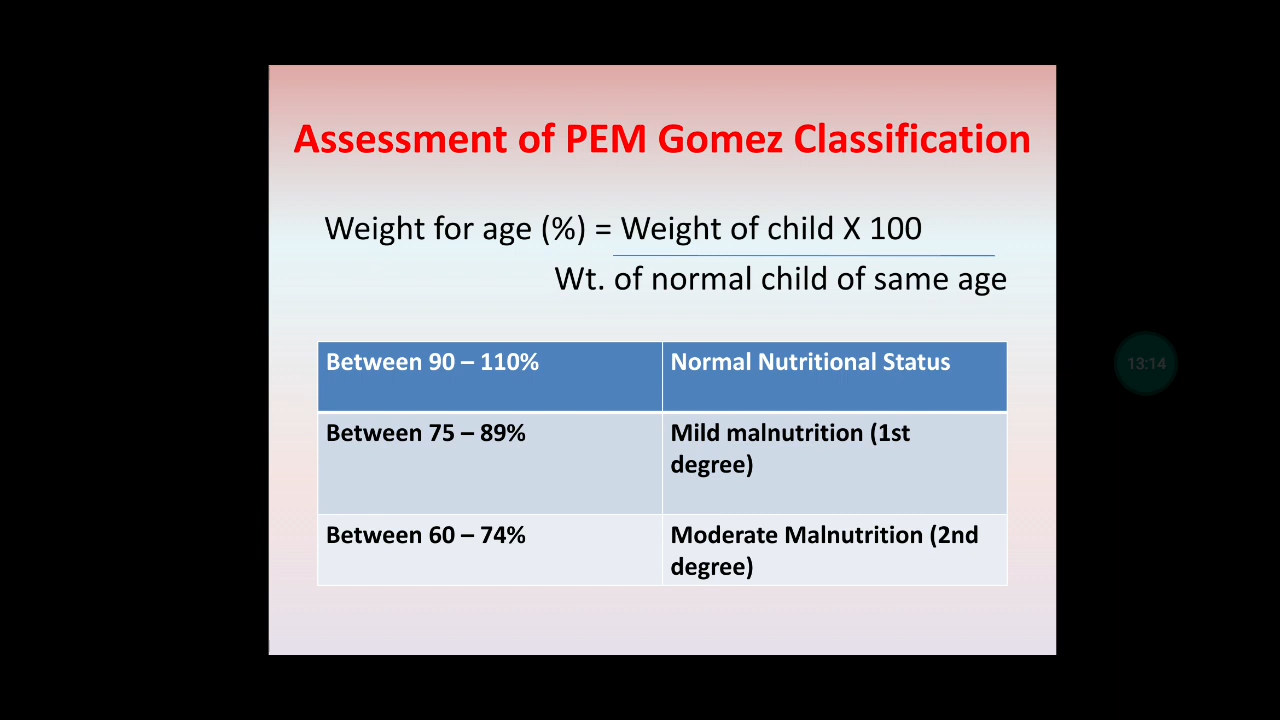 Assessment of PEM Gomez Classification
Weight for age (%) = Weight of child X 100
Wt. of normal child of same age
Between 90 – 110%
Normal Nutritional Status
Between 75 – 89%
Mild malnutrition (1st
degree)
Between 60 – 74%
Moderate Malnutrition (2nd
degree)
13:14